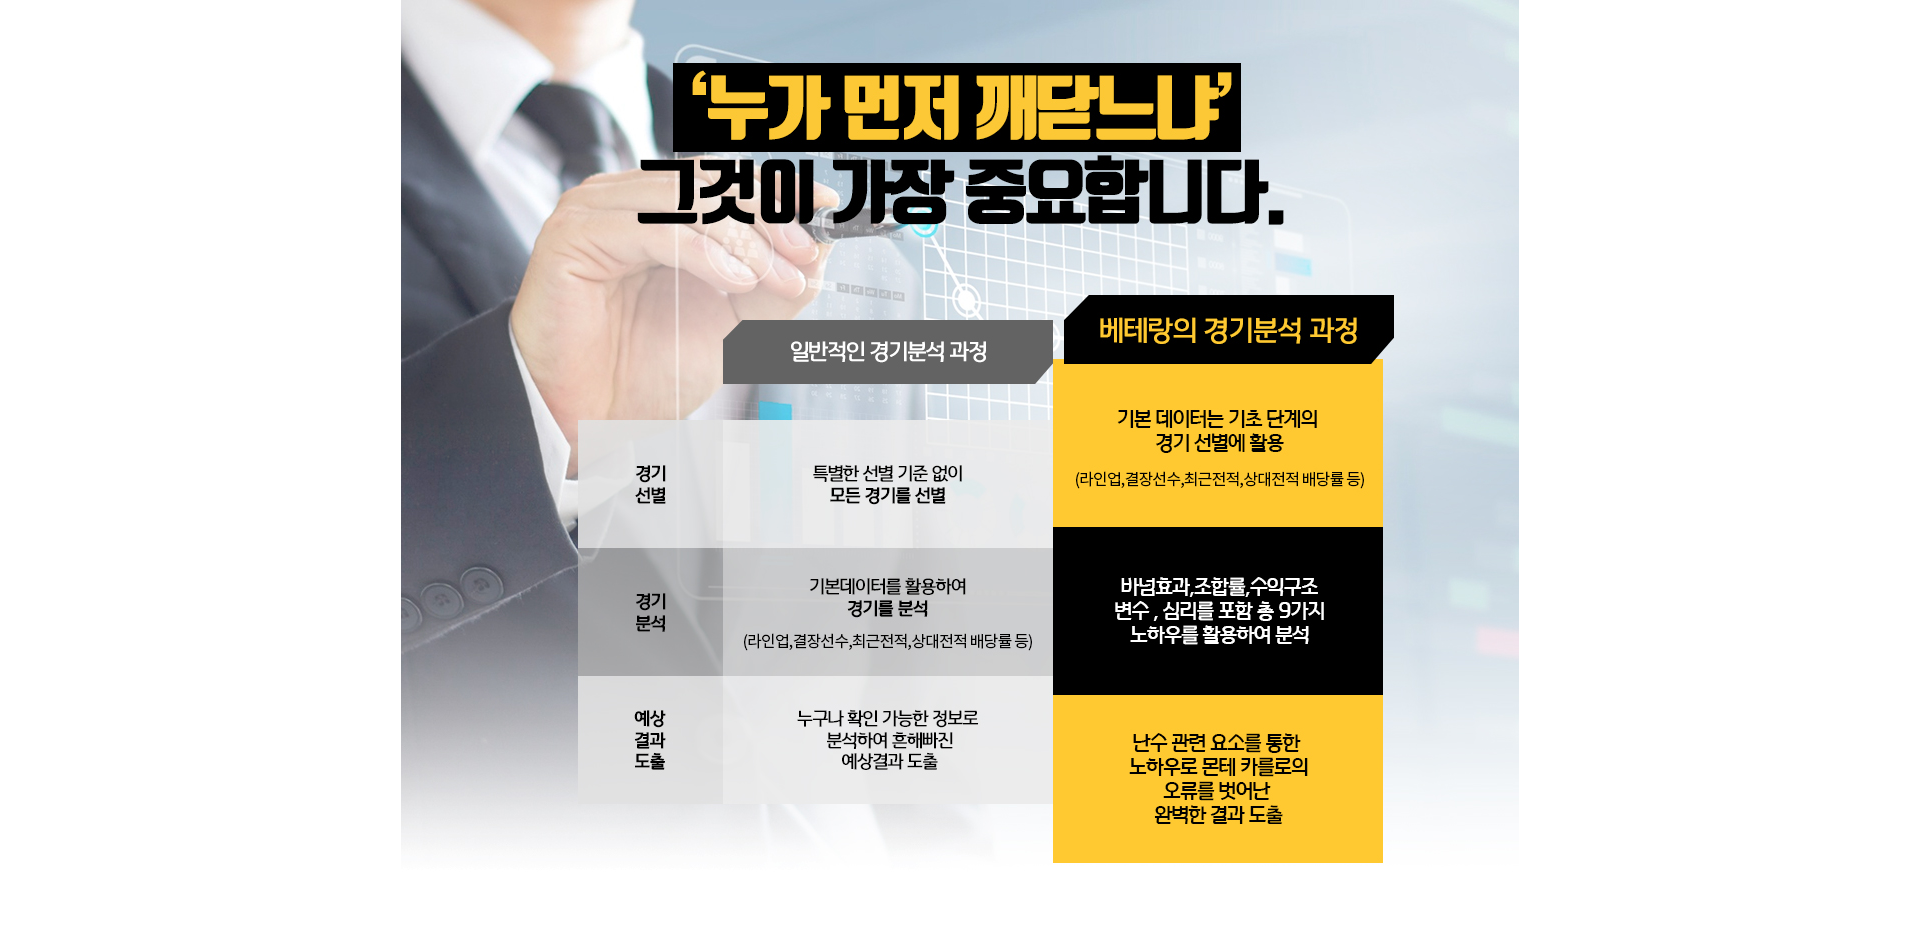 ‘누가 먼저 깨닫느냐’
그것이 가장 중요합니다.
일반적인 경기분석 과정
베테랑의 경기분석 과정
경기
선별
특별한 선별 기준 없이
모든 경기를 선별
기본 데이터는 기초 단계의
경기 선별에 활용
(라인업,결장선수,최근전적,상대전적 배당률 등)
경기
분석
기본데이터를 활용하여
경기를 분석
(라인업,결장선수,최근전적,상대전적 배당률 등)
바넘효과,조합률,수익구조
변수 , 심리를 포함 총 9가지
노하우를 활용하여 분석
예상
결과
도출
누구나 확인 가능한 정보로
분석하여 흔해빠진
예상결과 도출
난수 관련 요소를 통한
노하우로 몬테 카를로의
오류를 벗어난
완벽한 결과 도출